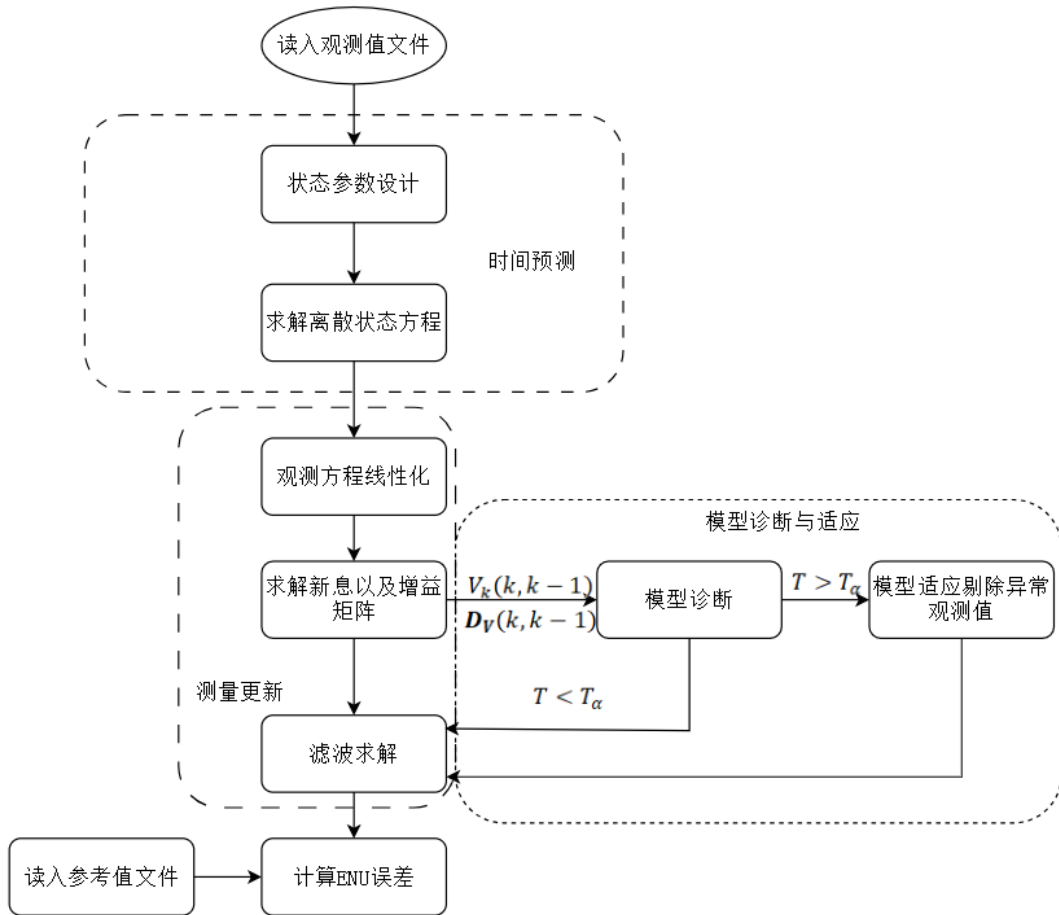 读入观测值文件
状态参数设计
时间预测
求解离散状态方程
观测方程线性化
模型诊断与适应
求解新息以及增益
矩阵
V_k(k, k − 1)
D_V(k, k − 1)
模型诊断
T > T_α
模型适应剔除异常
观测值
测量更新
T < T_α
滤波求解
读入参考值文件
计算ENU误差